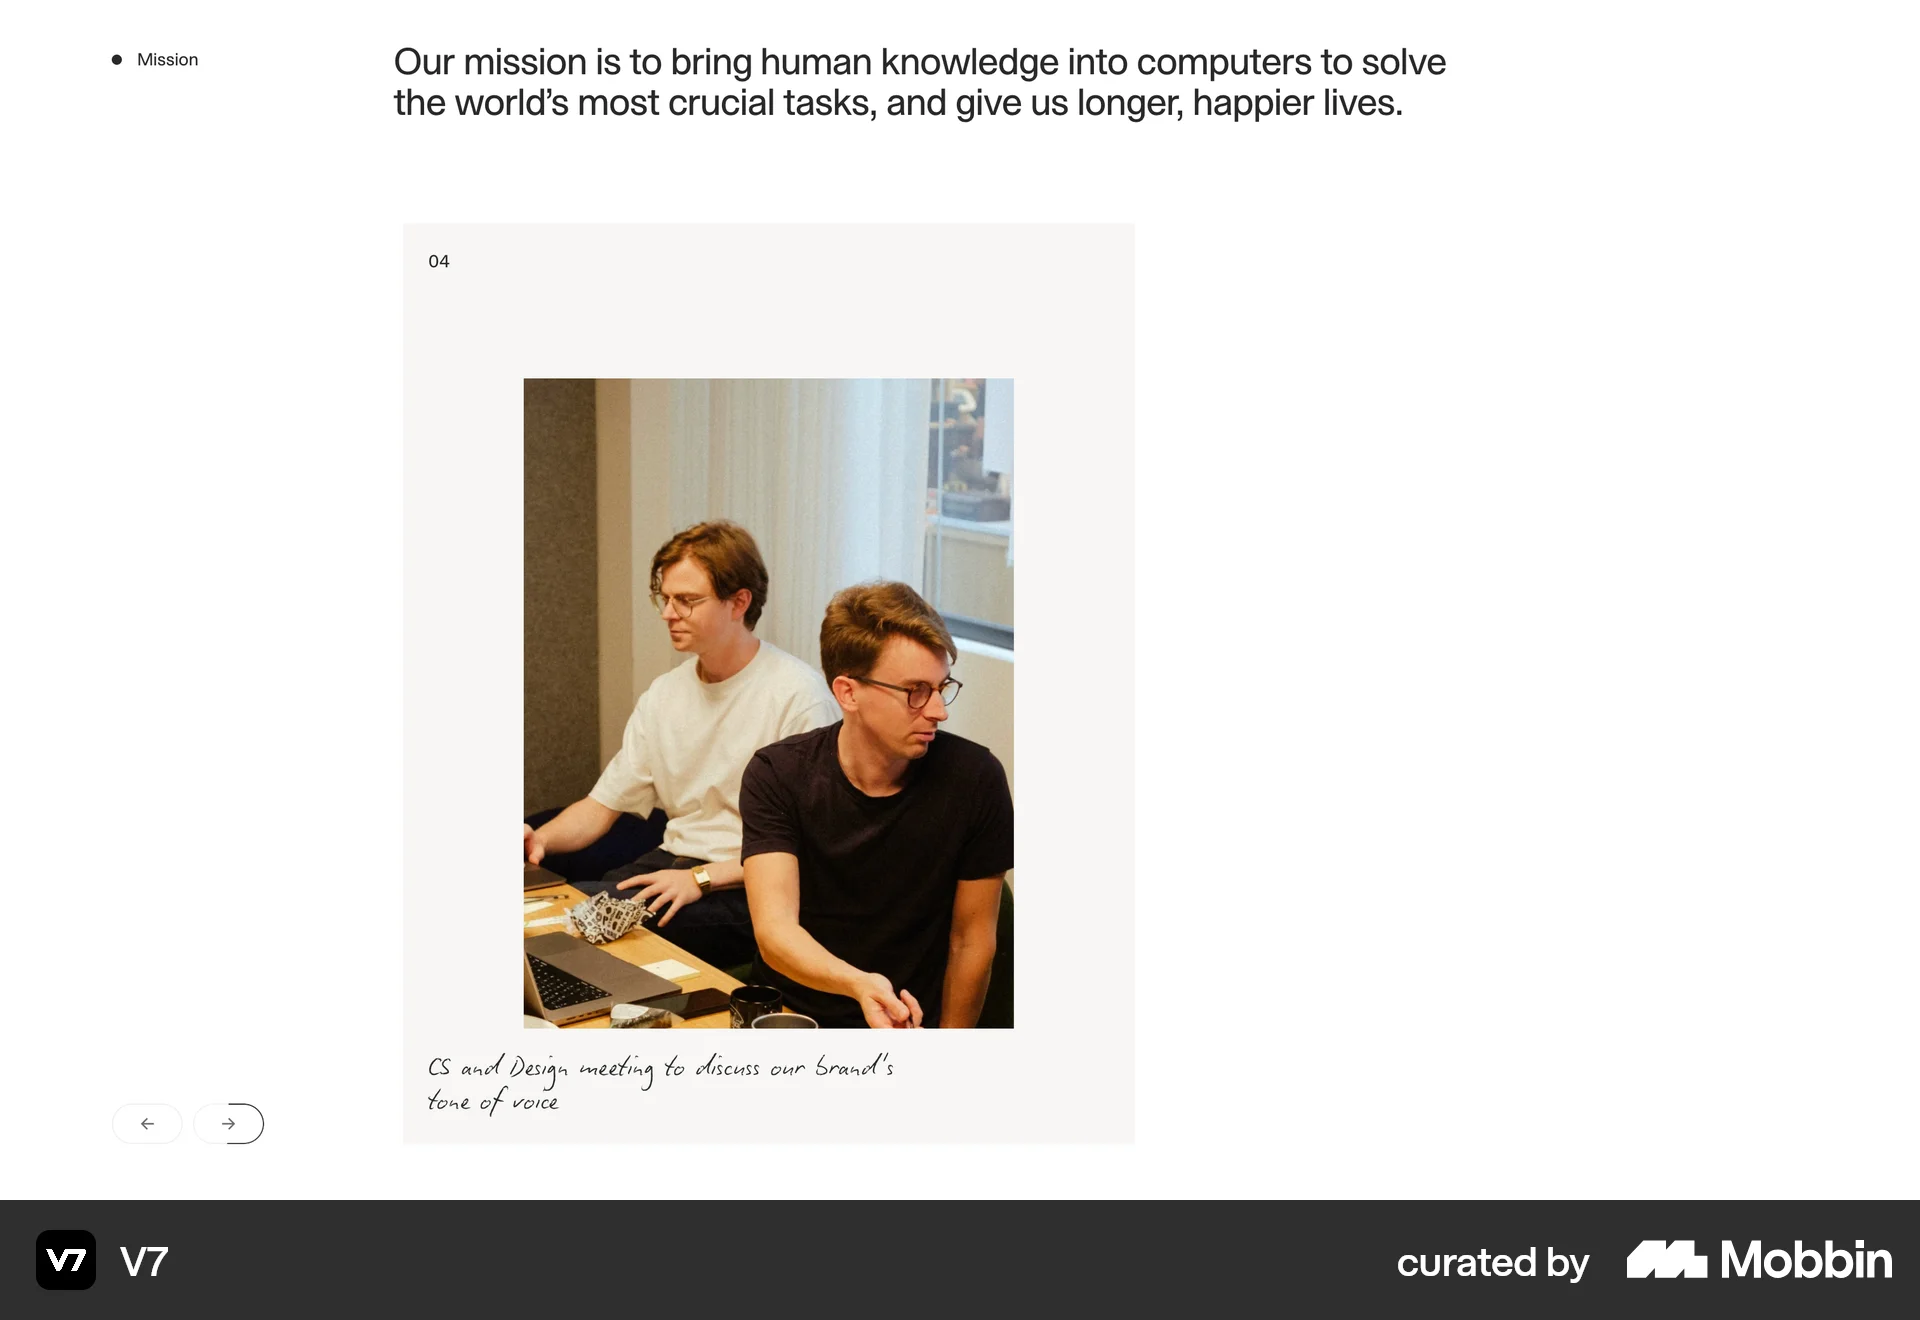 Mission
Our mission is to bring human knowledge into computers to solve
the world’s most crucial tasks, and give us longer, happier lives.
04
CS and Design meeting to discuss our brand's
tone of voice
V7 V7
curated by Mobbin